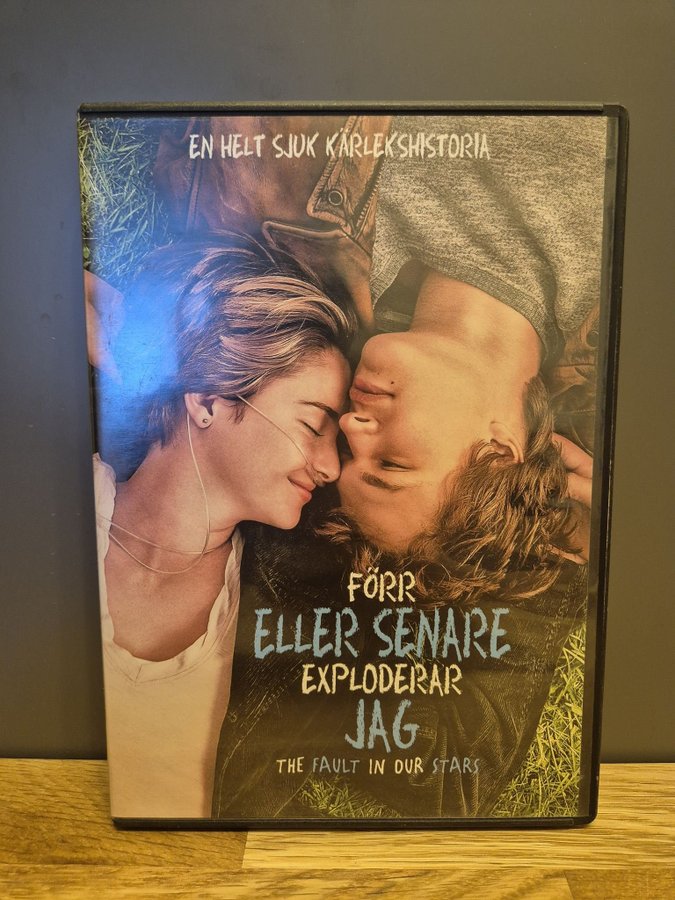 EN HELT SJUK KÄRLEKSHISTORIA
FÖRR
ELLER SENARE
EXPLODERAR
JAG
THE FAULT IN OUR STARS